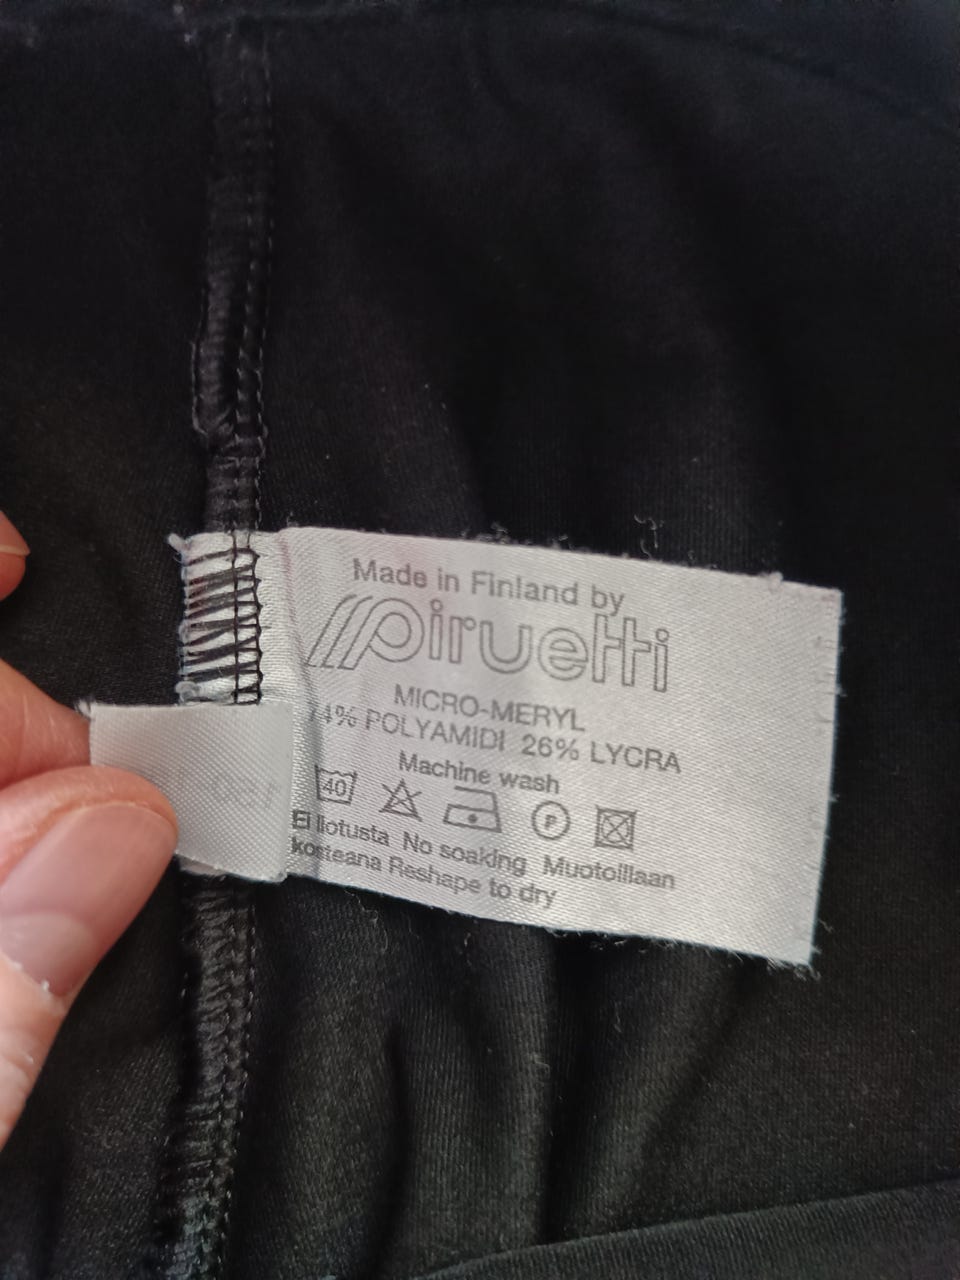 Made in Finland by
piruetti
MICRO-MERYL
74% POLYAMIDI 26% LYCRA
Machine wash
40 P
Ei liotusta No soaking Muotoillaan
kosteana Reshape to dry